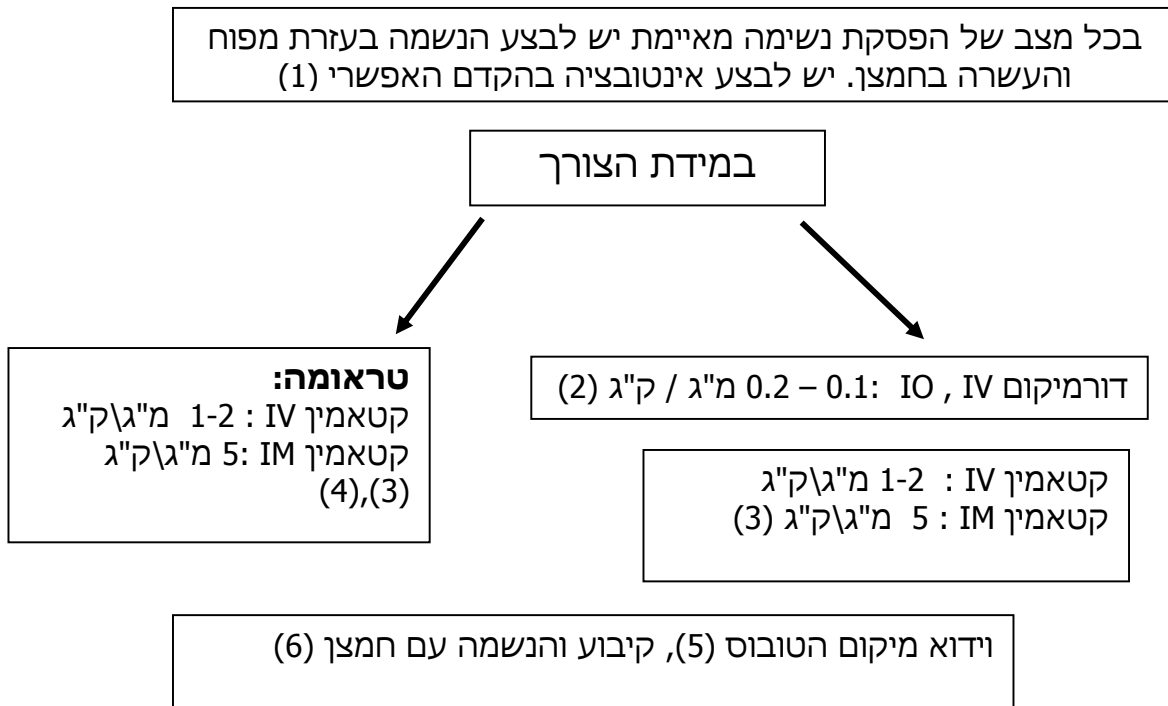 בכל מצב של הפסקת נשימה מאיימת יש לבצע הנשמה בעזרת מפוח
והעשרה בחמצן. יש לבצע אינטובציה בהקדם האפשרי (1)
במידת הצורך
טראומה:
קטאמין IV : 1-2 מ"ג\ק"ג
קטאמין IM :5 מ"ג\ק"ג
(3),(4)
דורמיקום IO , IV :0.1 – 0.2 מ"ג / ק"ג (2)
קטאמין IV : 1-2 מ"ג\ק"ג
קטאמין IM : 5 מ"ג\ק"ג (3)
וידוא מיקום הטובוס (5), קיבוע והנשמה עם חמצן (6)